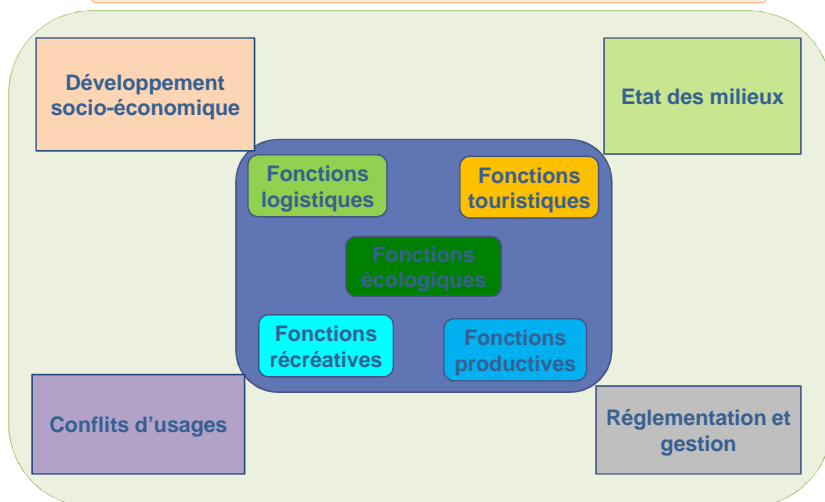 Développement
socio-économique
Etat des milieux
Fonctions
logistiques
Fonctions
touristiques
Fonctions
écologiques
Fonctions
récréatives
Fonctions
productives
Conflits d’usages
Réglementation et
gestion